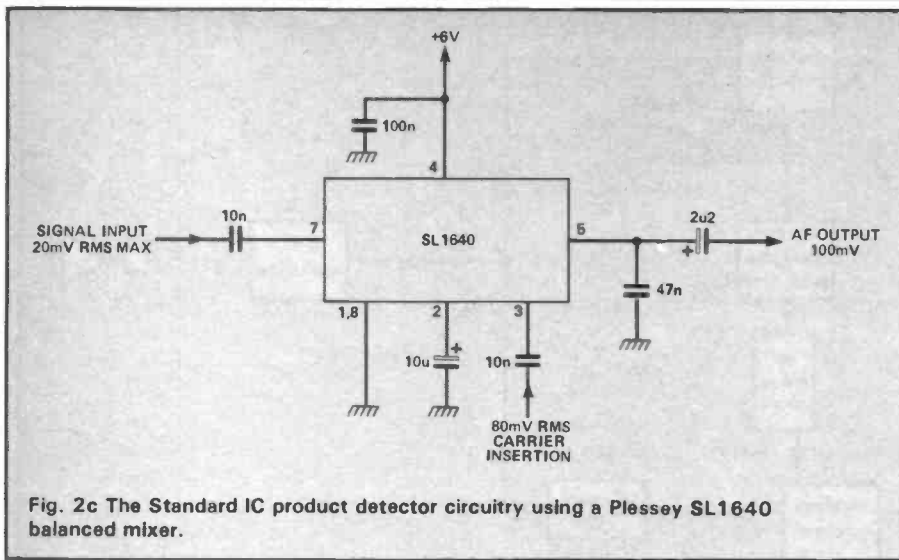 +6V
100n
4
SIGNAL INPUT
20mV RMS MAX
10n
7
SL1640
5
2u2
+
AF OUTPUT
100mV
47n
1,8
2
3
10u
+
10n
80mV RMS
CARRIER
INSERTION
Fig. 2c The Standard IC product detector circuitry using a Plessey SL1640
balanced mixer.